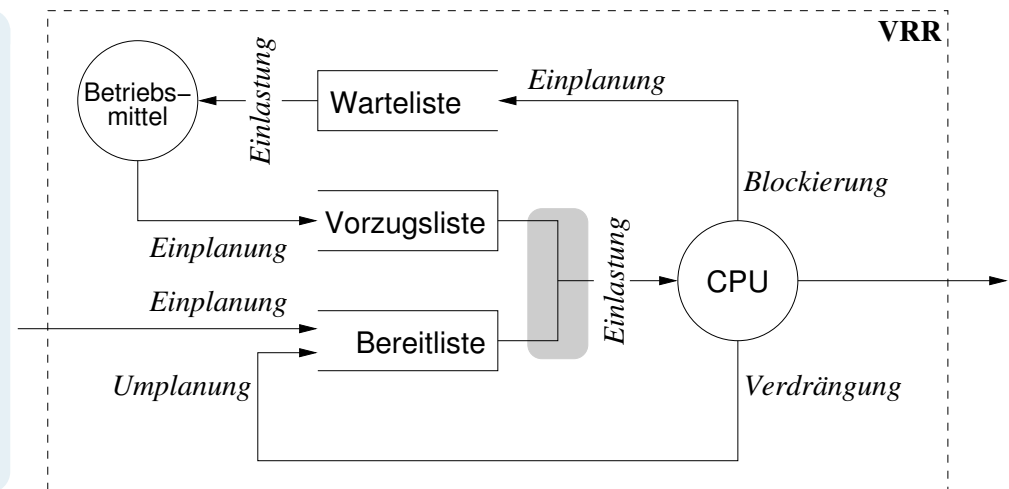 VRR
Betriebs–
mittel
Einlastung
Warteliste
Einplanung
Blockierung
Vorzugsliste
Einplanung
Einlastung
CPU
Einplanung
Bereitliste
Umplanung
Verdrängung